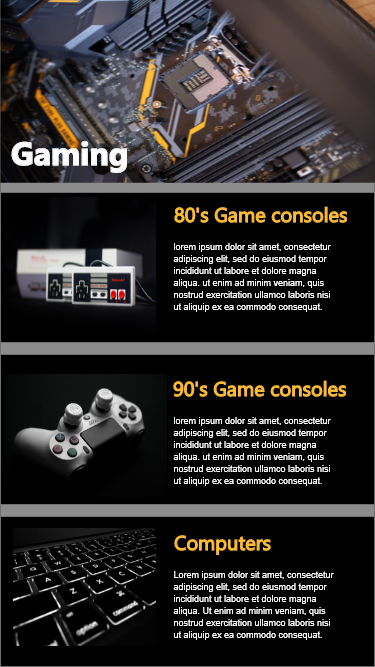 Gaming
80's Game consoles
lorem ipsum dolor sit amet, consectetur
adipiscing elit, sed do eiusmod tempor
incididunt ut labore et dolore magna
aliqua. ut enim ad minim veniam, quis
nostrud exercitation ullamco laboris nisi
ut aliquip ex ea commodo consequat.
90's Game consoles
lorem ipsum dolor sit amet, consectetur
adipiscing elit, sed do eiusmod tempor
incididunt ut labore et dolore magna
aliqua. ut enim ad minim veniam, quis
nostrud exercitation ullamco laboris nisi
ut aliquip ex ea commodo consequat.
Computers
Lorem ipsum dolor sit amet, consectetur
adipiscing elit, sed do eiusmod tempor
incididunt ut labore et dolore magna
aliqua. Ut enim ad minim veniam, quis
nostrud exercitation ullamco laboris nisi
ut aliquip ex ea commodo consequat.
option
command